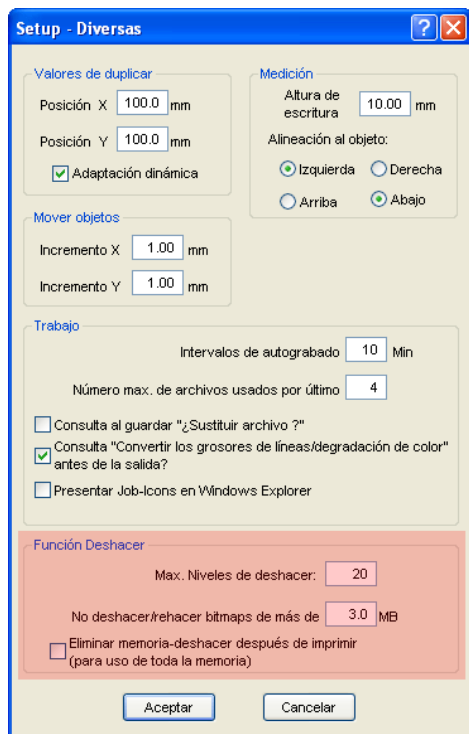 Setup - Diversas
Valores de duplicar
Posición X 100.0 mm
Posición Y 100.0 mm
Adaptación dinámica
Medición
Altura de
escritura 10.00 mm
Alineación al objeto:
Izquierda Derecha
Arriba Abajo
Mover objetos
Incremento X 1.00 mm
Incremento Y 1.00 mm
Trabajo
Intervalos de autograbado 10 Min
Número max. de archivos usados por último 4
Consulta al guardar "¿Sustituir archivo ?"
Consulta "Convertir los grosores de líneas/degradación de color"
antes de la salida?
Presentar Job-Icons en Windows Explorer
Función Deshacer
Max. Niveles de deshacer: 20
No deshacer/rehacer bitmaps de más de 3.0 MB
Eliminar memoria-deshacer después de imprimir
(para uso de toda la memoria)
Aceptar Cancelar